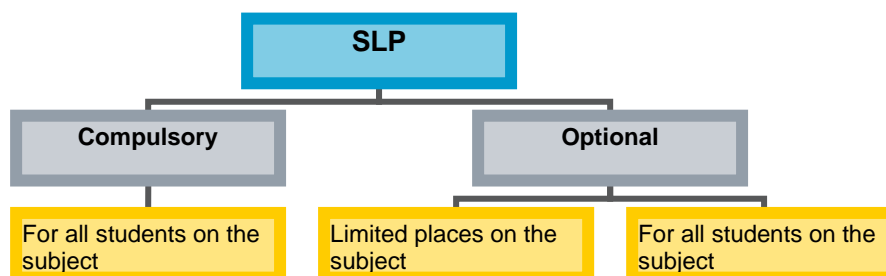 SLP
Compulsory
Optional
For all students on the
subject
Limited places on the
subject
For all students on the
subject